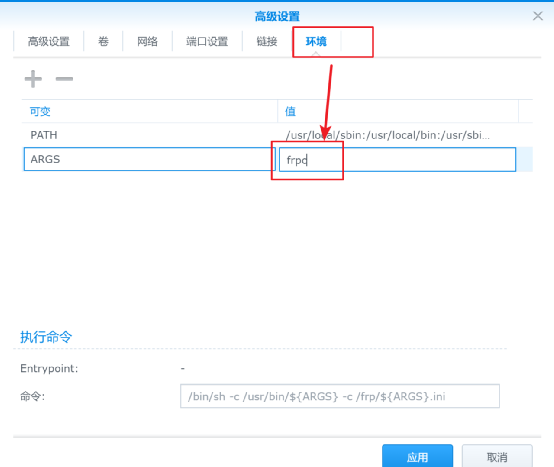 高级设置
高级设置 卷 网络 端口设置 链接 环境
可变 值
PATH /usr/local/sbin:/usr/local/bin:/usr/sbi...
ARGS frpc
执行命令
Entrypoint: -
命令: /bin/sh -c /usr/bin/${ARGS} -c /frp/${ARGS}.ini
应用 取消